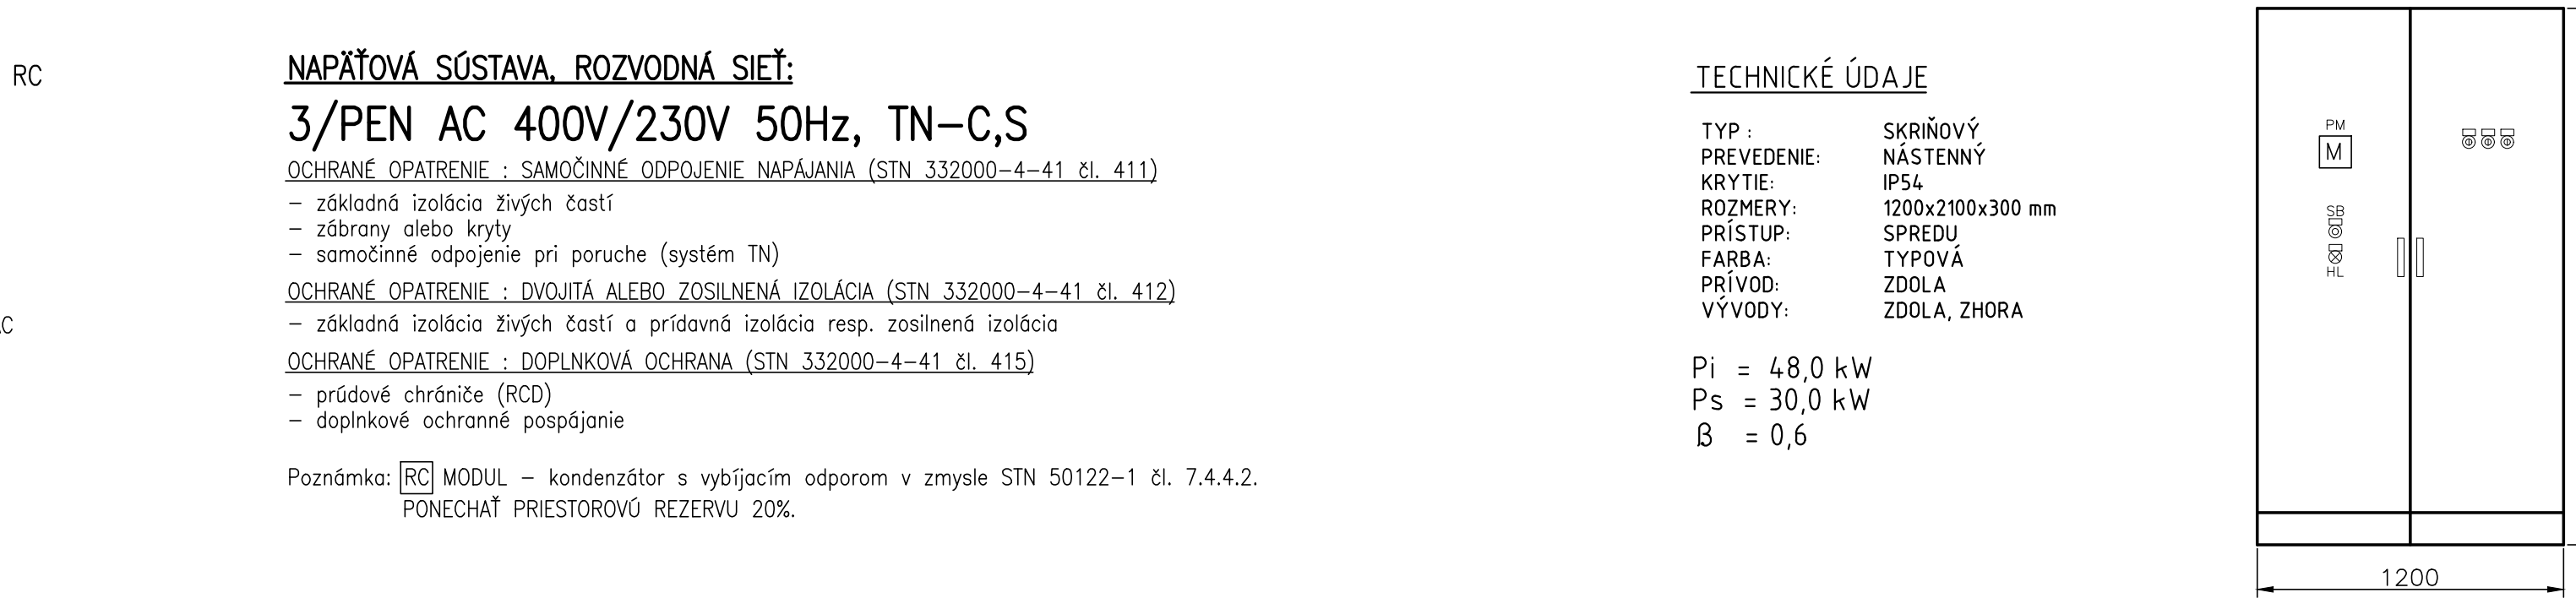 RC
AC
NAPÄŤOVÁ SÚSTAVA, ROZVODNÁ SIEŤ:
3/PEN AC 400V/230V 50Hz, TN-C,S
OCHRANÉ OPATRENIE : SAMOČINNÉ ODPOJENIE NAPÁJANIA (STN 332000-4-41 čl. 411)
- základná izolácia živých častí
- zábrany alebo kryty
- samočinné odpojenie pri poruche (systém TN)
OCHRANÉ OPATRENIE : DVOJITÁ ALEBO ZOSILNENÁ IZOLÁCIA (STN 332000-4-41 čl. 412)
- základná izolácia živých častí a prídavná izolácia resp. zosilnená izolácia
OCHRANÉ OPATRENIE : DOPLNKOVÁ OCHRANA (STN 332000-4-41 čl. 415)
- prúdové chrániče (RCD)
- doplnkové ochranné pospájanie
Poznámka: RC MODUL - kondenzátor s vybíjacím odporom v zmysle STN 50122-1 čl. 7.4.4.2.
PONECHAŤ PRIESTOROVÚ REZERVU 20%.
TECHNICKÉ ÚDAJE
TYP : SKRIŇOVÝ
PREVEDENIE: NÁSTENNÝ
KRYTIE: IP54
ROZMERY: 1200x2100x300 mm
PRÍSTUP: SPREDU
FARBA: TYPOVÁ
PRÍVOD: ZDOLA
VÝVODY: ZDOLA, ZHORA
Pi = 48,0 kW
Ps = 30,0 kW
ß = 0,6
PM
M
SB
HL
1200